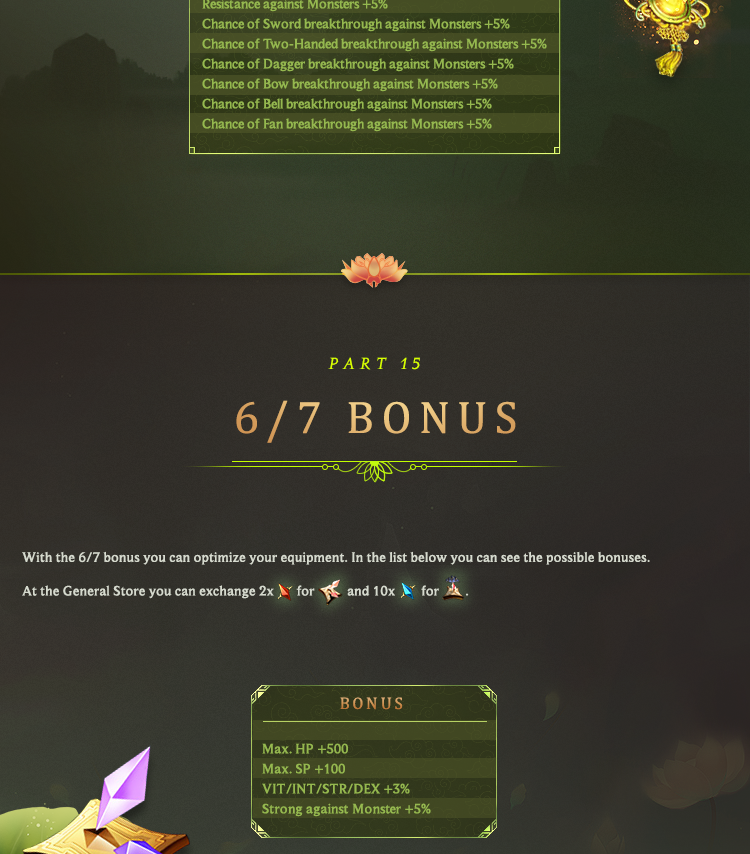 Resistance against Monsters +5%
Chance of Sword breakthrough against Monsters +5%
Chance of Two-Handed breakthrough against Monsters +5%
Chance of Dagger breakthrough against Monsters +5%
Chance of Bow breakthrough against Monsters +5%
Chance of Bell breakthrough against Monsters +5%
Chance of Fan breakthrough against Monsters +5%
PART 15
6/7 BONUS
With the 6/7 bonus you can optimize your equipment. In the list below you can see the possible bonuses.
At the General Store you can exchange 2x for and 10x for .
BONUS
Max. HP +500
Max. SP +100
VIT/INT/STR/DEX +3%
Strong against Monster +5%